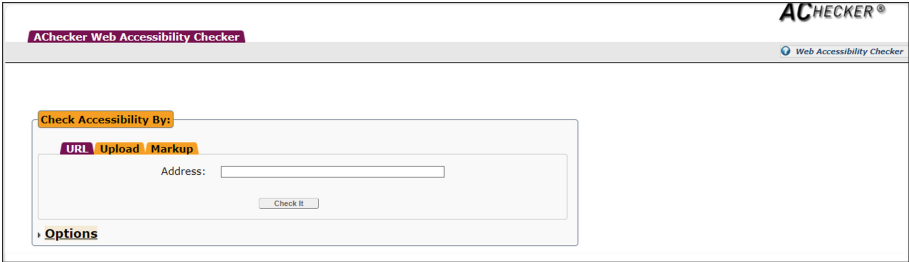 ACHECKER®
AChecker Web Accessibility Checker
Web Accessibility Checker
Check Accessibility By:
URL Upload Markup
Address:
Check It
Options